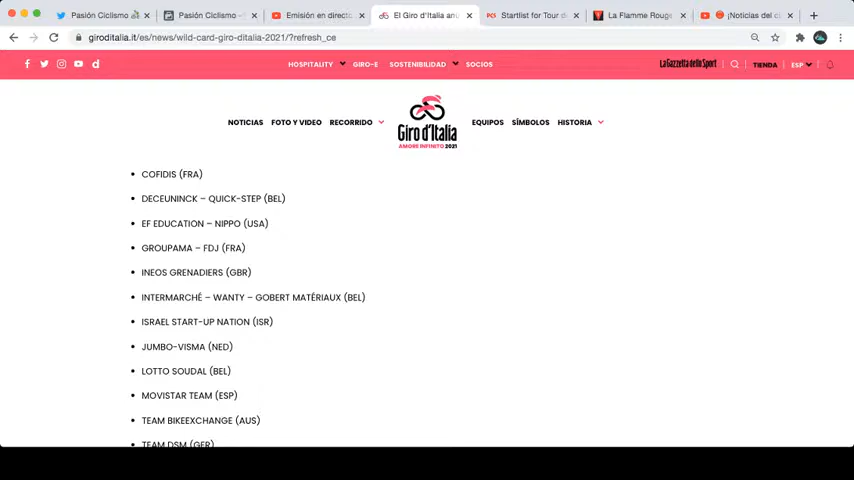 Pasión Ciclismo
Pasión Ciclismo –
Emisión en directo
El Giro d'Italia anu
Startlist for Tour d
La Flamme Rouge
¡Noticias del ci
giroditalia.it/es/news/wild-card-giro-ditalia-2021/?refresh_ce
HOSPITALITY GIRO-E SOSTENIBILIDAD SOCIOS
La Gazzetta dello Sport
TIENDA
ESP
NOTICIAS FOTO Y VIDEO RECORRIDO
Giro d'Italia
AMORE INFINITO 2021
EQUIPOS SÍMBOLOS HISTORIA
COFIDIS (FRA)
DECEUNINCK – QUICK-STEP (BEL)
EF EDUCATION – NIPPO (USA)
GROUPAMA – FDJ (FRA)
INEOS GRENADIERS (GBR)
INTERMARCHÉ – WANTY – GOBERT MATÉRIAUX (BEL)
ISRAEL START-UP NATION (ISR)
JUMBO-VISMA (NED)
LOTTO SOUDAL (BEL)
MOVISTAR TEAM (ESP)
TEAM BIKEEXCHANGE (AUS)
TEAM DSM (GER)